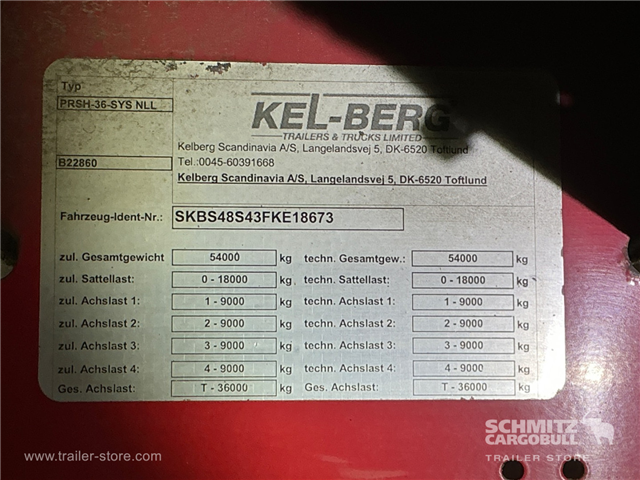 Typ
PRSH-36-SYS NLL
KEL-BERG
TRAILERS & TRUCKS LIMITED
Kelberg Scandinavia A/S, Langelandsvej 5, DK-6520 Toftlund
B22860 Tel.:0045-60391668
Kelberg Scandinavia A/S, Langelandsvej 5, DK-6520 Toftlund
Fahrzeug-Ident-Nr.: SKBS48S43FKE18673
zul. Gesamtgewicht 54000 kg techn. Gesamtgew.: 54000 kg
zul. Sattellast: 0 - 18000 kg techn. Sattellast: 0 - 18000 kg
zul. Achslast 1: 1 - 9000 kg techn. Achslast 1: 1 - 9000 kg
zul. Achslast 2: 2 - 9000 kg techn. Achslast 2: 2 - 9000 kg
zul. Achslast 3: 3 - 9000 kg techn. Achslast 3: 3 - 9000 kg
zul. Achslast 4: 4 - 9000 kg techn. Achslast 4: 4 - 9000 kg
Ges. Achslast: T - 36000 kg Ges. Achslast: T - 36000 kg
SCHMITZ
CARGOBULL
TRAILER STORE
www.trailer-store.com